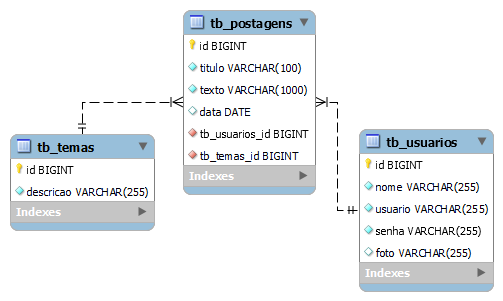 tb_postagens
id BIGINT
titulo VARCHAR(100)
texto VARCHAR(1000)
data DATE
tb_usuarios_id BIGINT
tb_temas_id BIGINT
Indexes
tb_temas
id BIGINT
descricao VARCHAR(255)
Indexes
tb_usuarios
id BIGINT
nome VARCHAR(255)
usuario VARCHAR(255)
senha VARCHAR(255)
foto VARCHAR(255)
Indexes